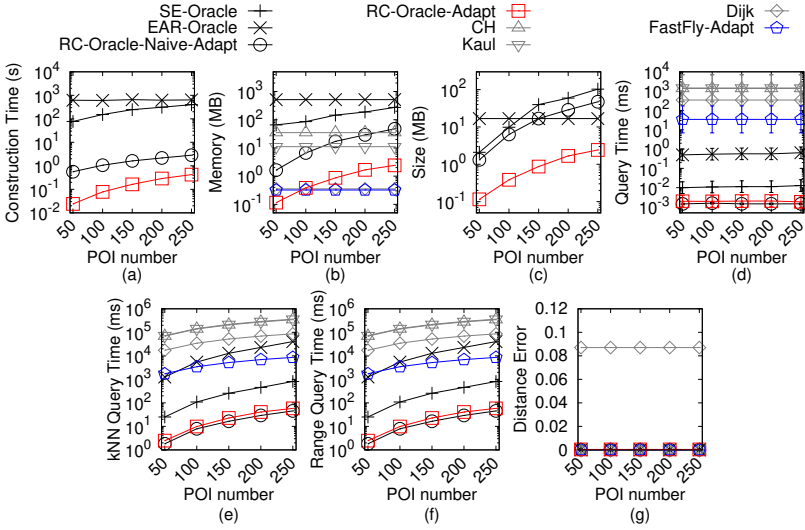 SE-Oracle
EAR-Oracle
RC-Oracle-Naive-Adapt
RC-Oracle-Adapt
CH
Kaul
Dijk
FastFly-Adapt
Construction Time (s)
10^4
10^3
10^2
10^1
10^0
10^-1
10^-2
50 100 150 200 250
POI number
(a)
Memory (MB)
10^3
10^2
10^1
10^0
10^-1
50 100 150 200 250
POI number
(b)
Size (MB)
10^2
10^1
10^0
10^-1
50 100 150 200 250
POI number
(c)
Query Time (ms)
10^4
10^3
10^2
10^1
10^0
10^-1
10^-2
10^-3
50 100 150 200 250
POI number
(d)
kNN Query Time (ms)
10^6
10^5
10^4
10^3
10^2
10^1
10^0
50 100 150 200 250
POI number
(e)
Range Query Time (ms)
10^6
10^5
10^4
10^3
10^2
10^1
10^0
50 100 150 200 250
POI number
(f)
Distance Error
0.12
0.1
0.08
0.06
0.04
0.02
0
50 100 150 200 250
POI number
(g)